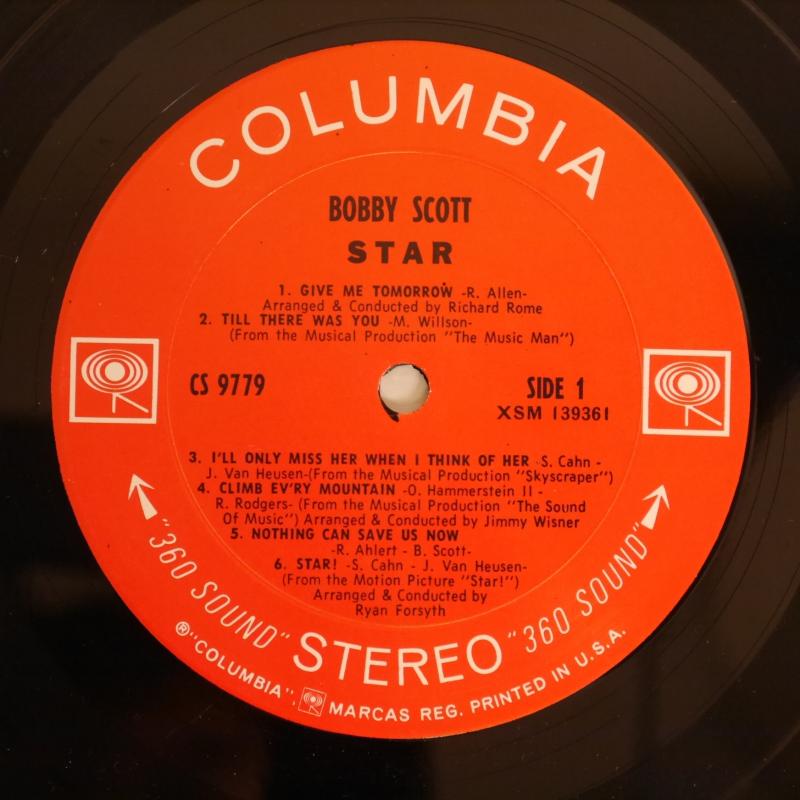 COLUMBIA
BOBBY SCOTT
STAR
1. GIVE ME TOMORROW -R. Allen-
Arranged & Conducted by Richard Rome
2. TILL THERE WAS YOU -M. Willson-
(From the Musical Production "The Music Man")
CS 9779
SIDE 1
XSM 139361
3. I'LL ONLY MISS HER WHEN I THINK OF HER -S. Cahn -
J. Van Heusen-(From the Musical Production "Skyscraper")
4. CLIMB EV'RY MOUNTAIN -O. Hammerstein II -
R. Rodgers- (From the Musical Production "The Sound
Of Music") Arranged & Conducted by Jimmy Wisner
5. NOTHING CAN SAVE US NOW
-R. Ahlert - B. Scott-
6. STAR! -S. Cahn - J. Van Heusen-
(From the Motion Picture "Star!")
Arranged & Conducted by
Ryan Forsyth
"360 SOUND" STEREO "360 SOUND"
®"COLUMBIA", MARCAS REG. PRINTED IN U.S.A.